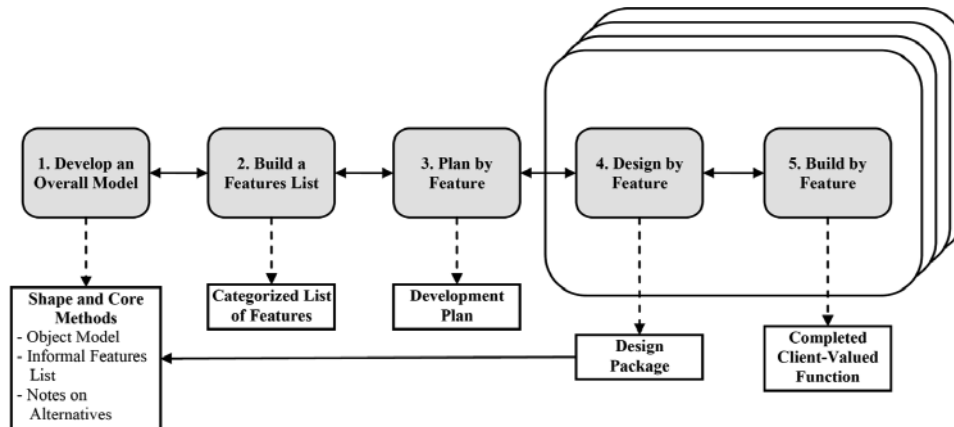 1. Develop an
Overall Model
2. Build a
Features List
3. Plan by
Feature
4. Design by
Feature
5. Build by
Feature
Shape and Core
Methods
- Object Model
- Informal Features
List
- Notes on
Alternatives
Categorized List
of Features
Development
Plan
Design
Package
Completed
Client-Valued
Function